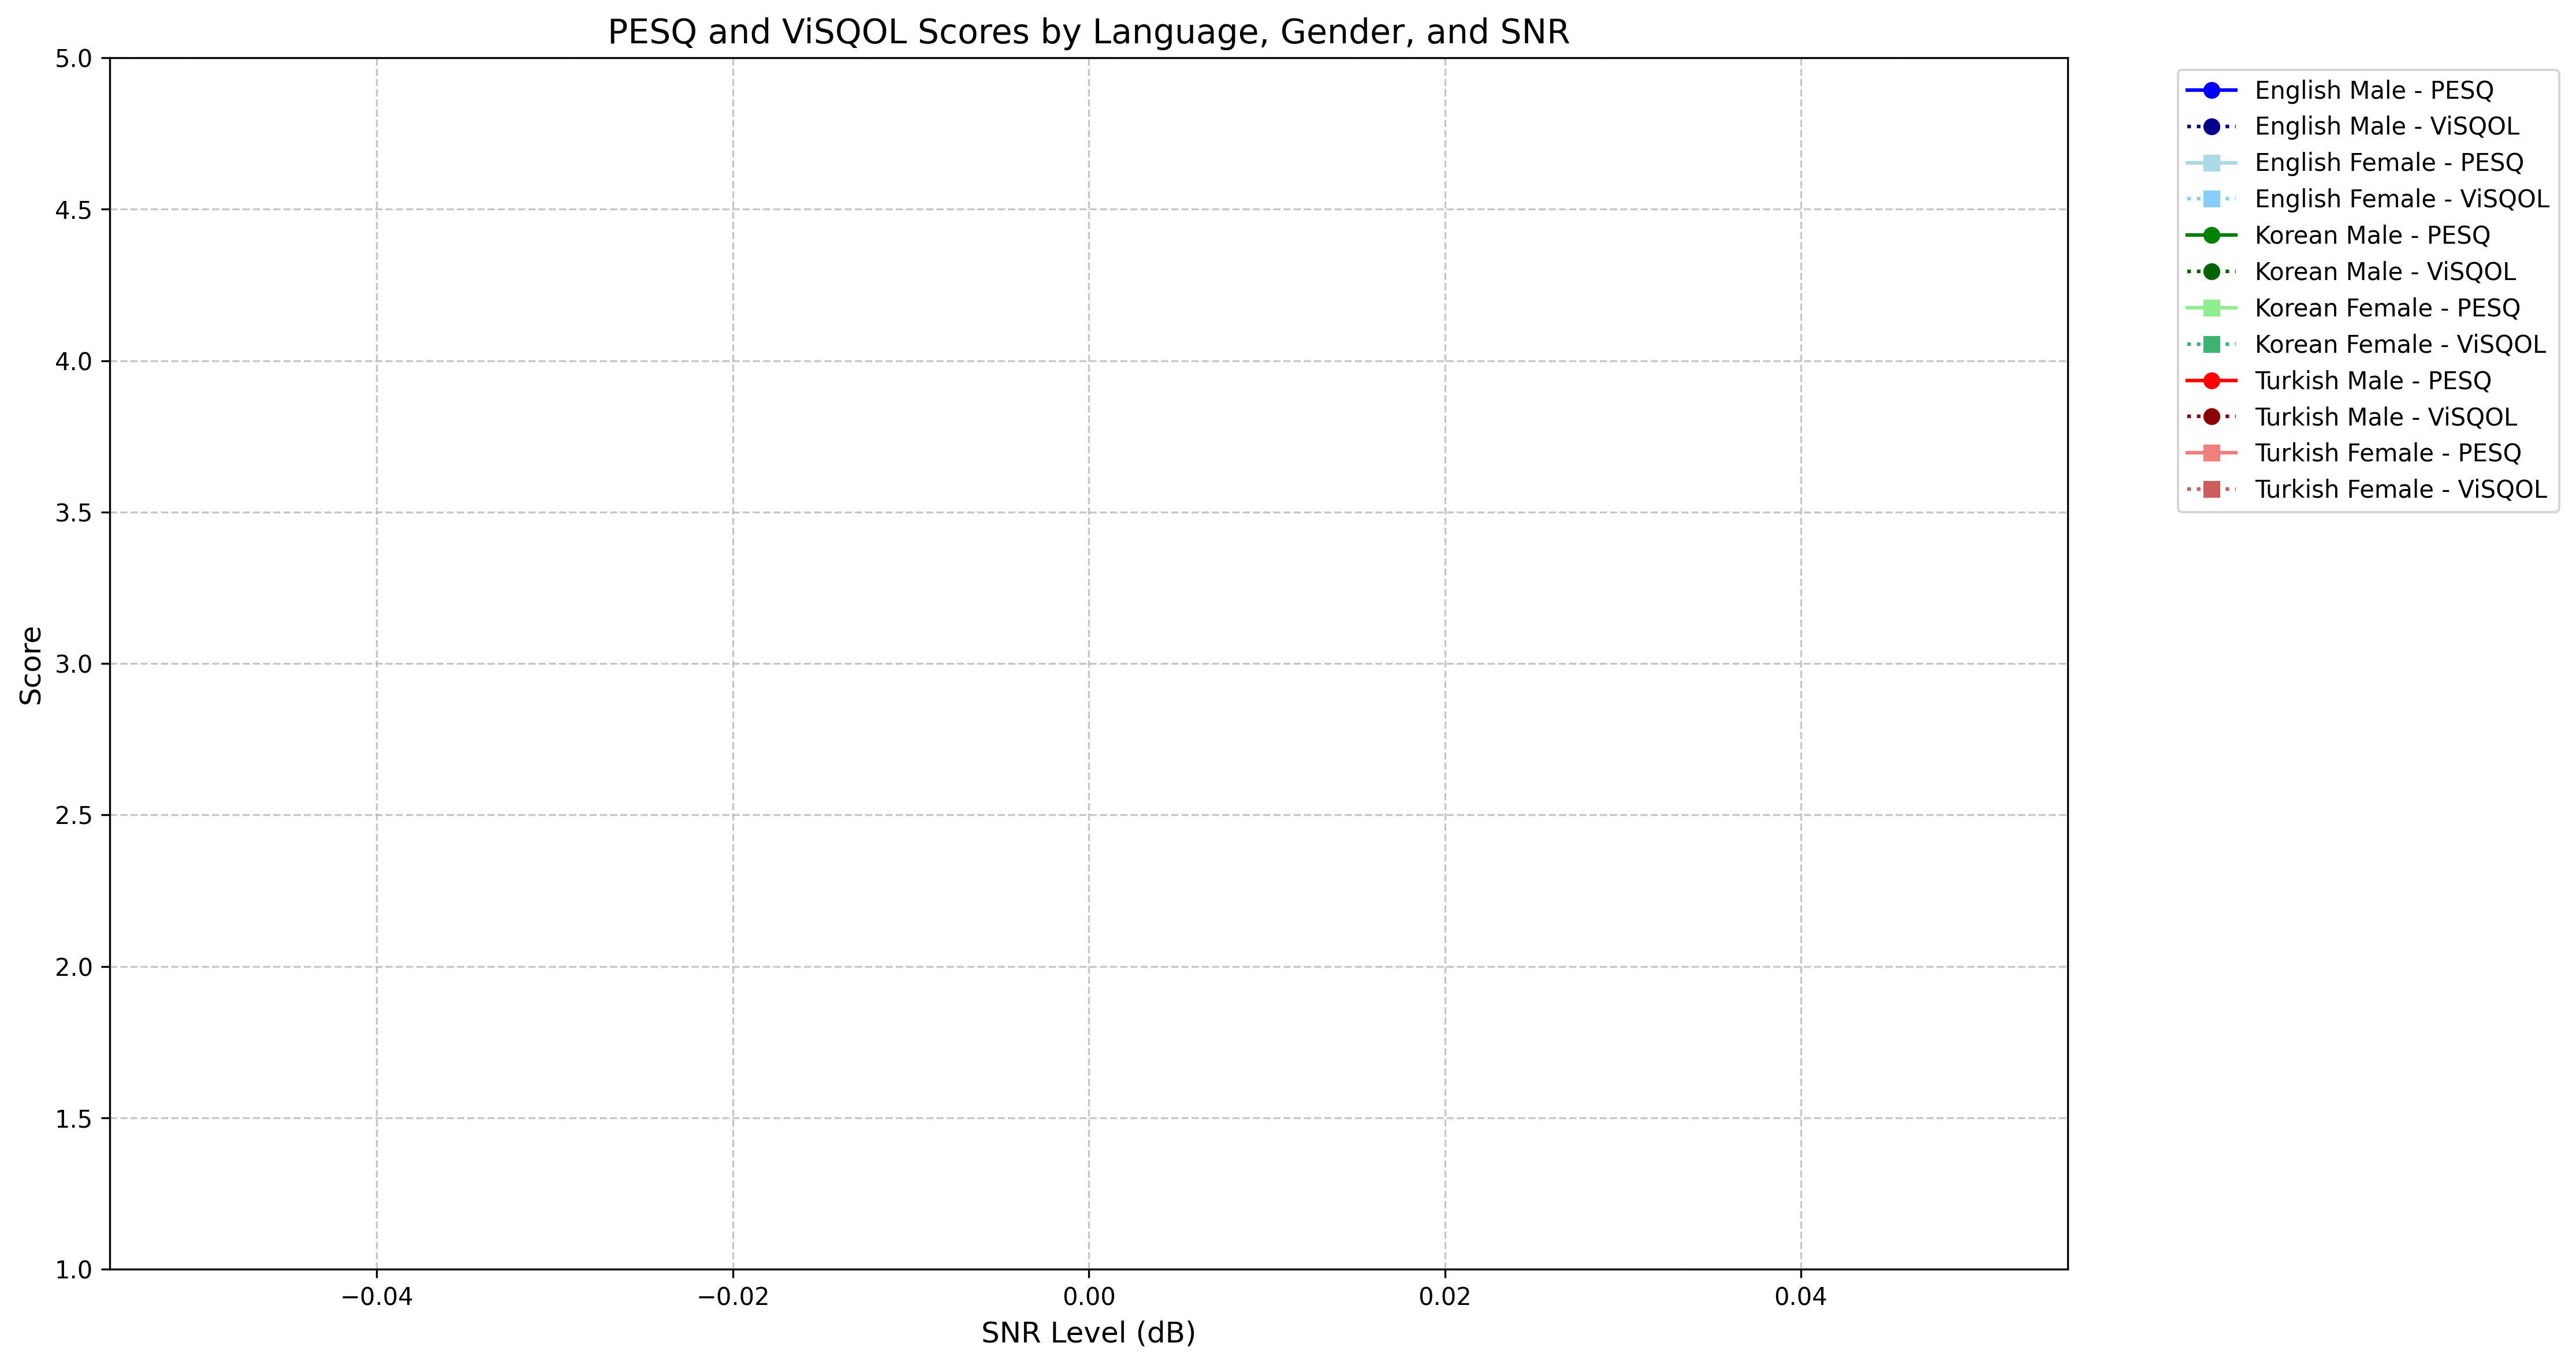 PESQ and ViSQOL Scores by Language, Gender, and SNR
5.0
4.5
4.0
3.5
3.0
2.5
2.0
1.5
1.0
Score
−0.04
−0.02
0.00
0.02
0.04
SNR Level (dB)
English Male - PESQ
English Male - ViSQOL
English Female - PESQ
English Female - ViSQOL
Korean Male - PESQ
Korean Male - ViSQOL
Korean Female - PESQ
Korean Female - ViSQOL
Turkish Male - PESQ
Turkish Male - ViSQOL
Turkish Female - PESQ
Turkish Female - ViSQOL